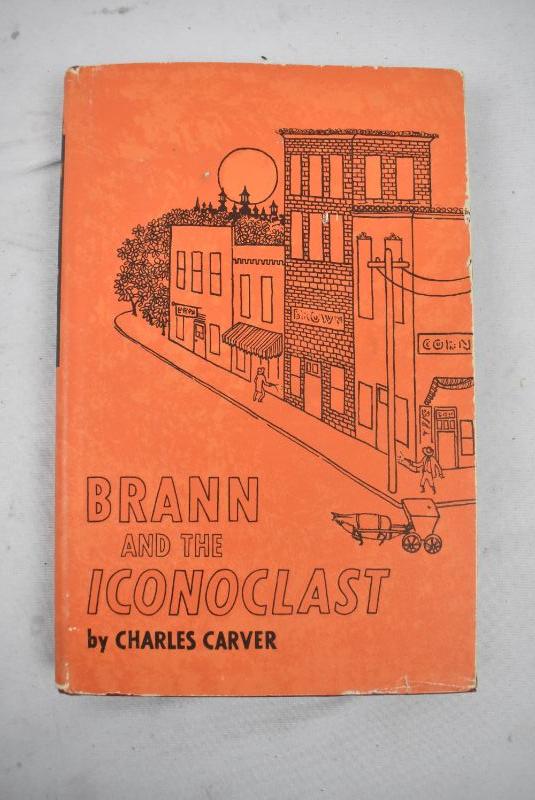 BROWN
CORN
BRANN
AND THE
ICONOCLAST
by CHARLES CARVER